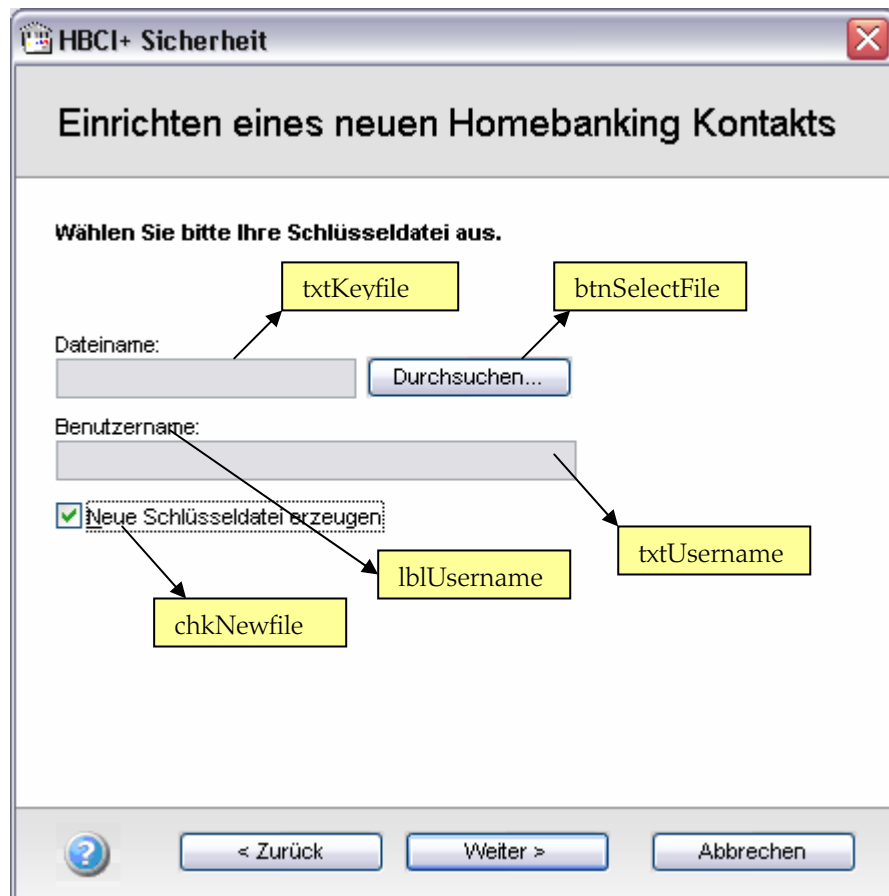 HBCI+ Sicherheit
Einrichten eines neuen Homebanking Kontakts
Wählen Sie bitte Ihre Schlüsseldatei aus.
txtKeyfile
btnSelectFile
Dateiname:
Durchsuchen...
Benutzername:
Neue Schlüsseldatei erzeugen
txtUsername
lblUsername
chkNewfile
< Zurück
Weiter >
Abbrechen